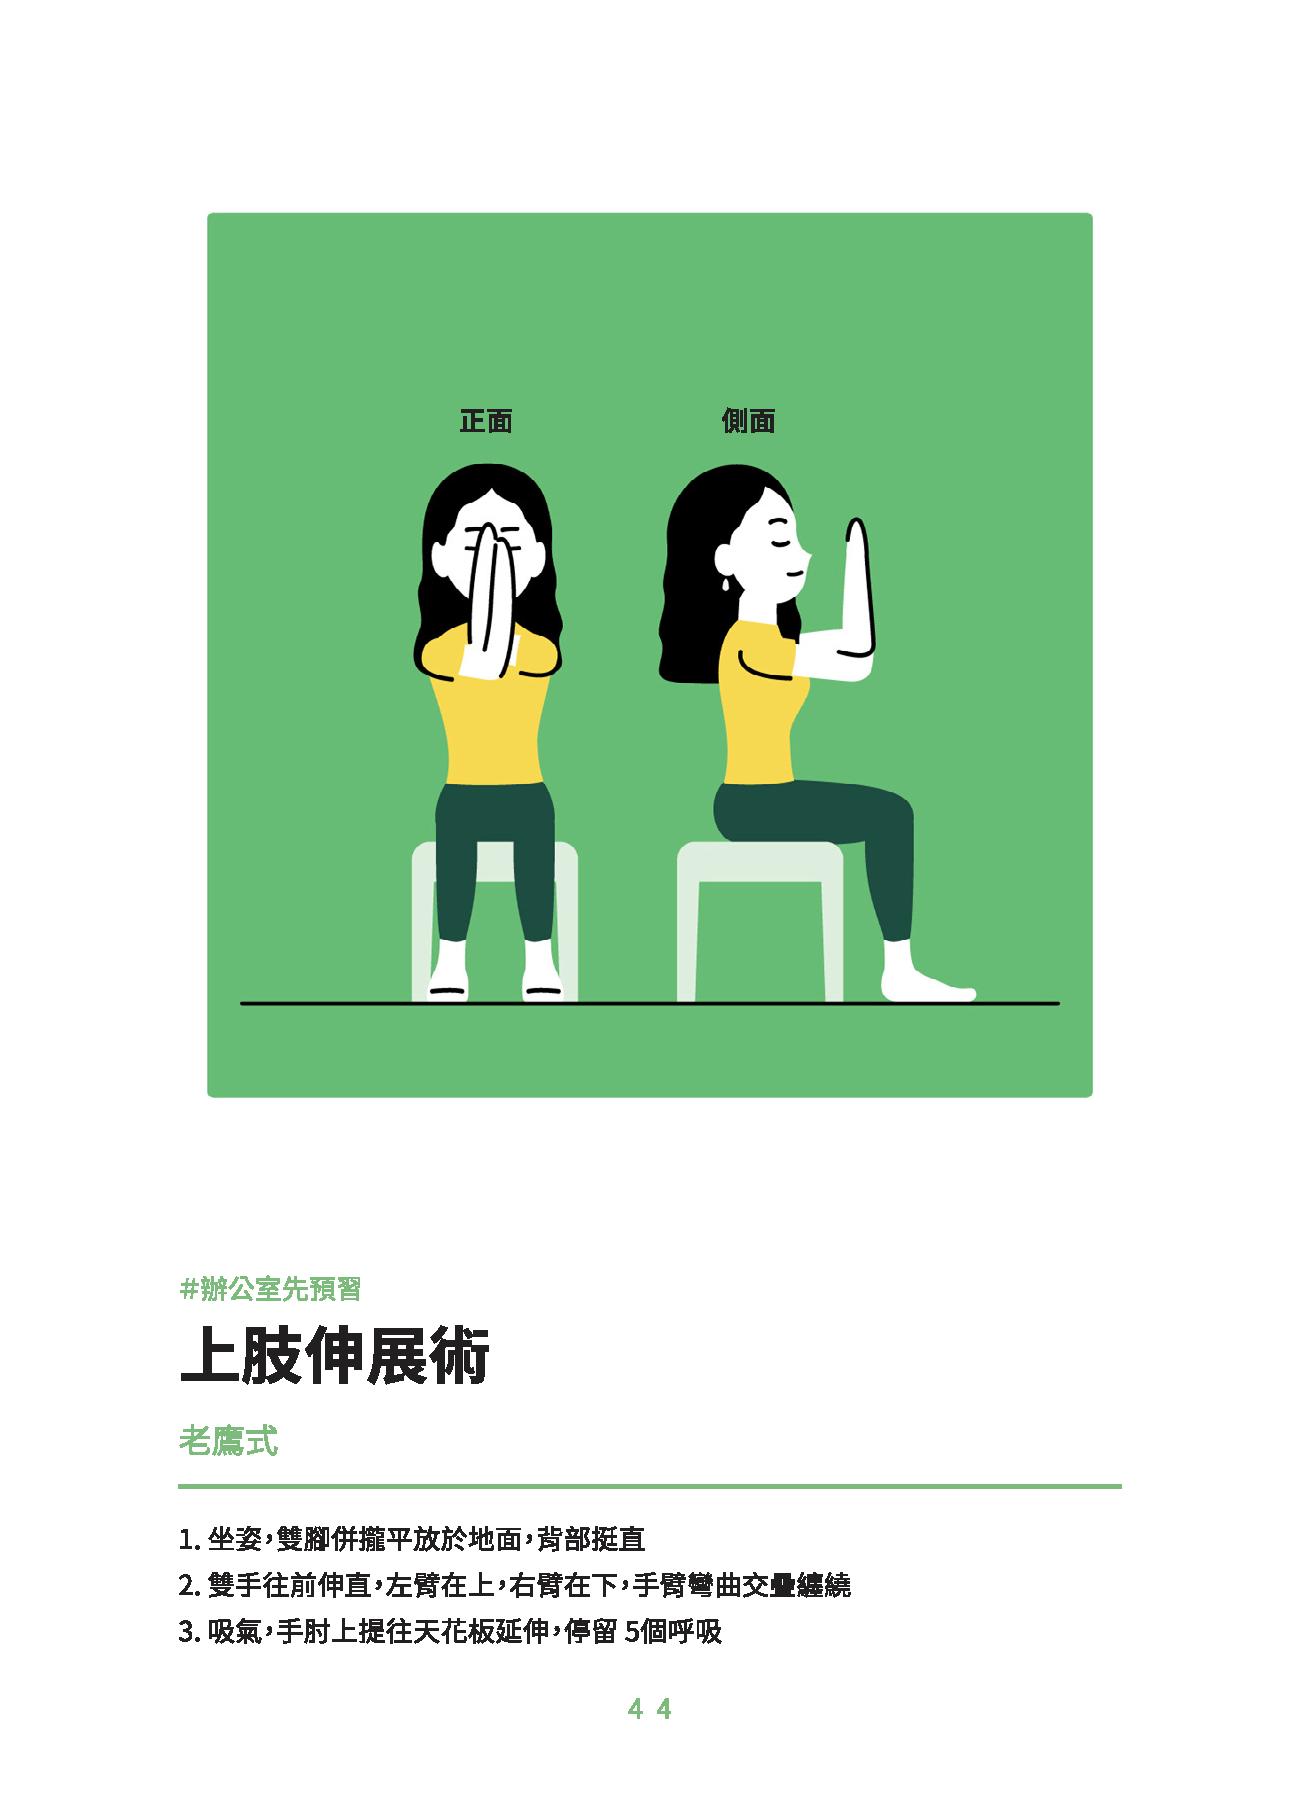 正面
側面
#辦公室先預習
上肢伸展術
老鷹式
1. 坐姿，雙腳併攏平放於地面，背部挺直
2. 雙手往前伸直，左臂在上，右臂在下，手臂彎曲交疊纏繞
3. 吸氣，手肘上提往天花板延伸，停留 5個呼吸
44